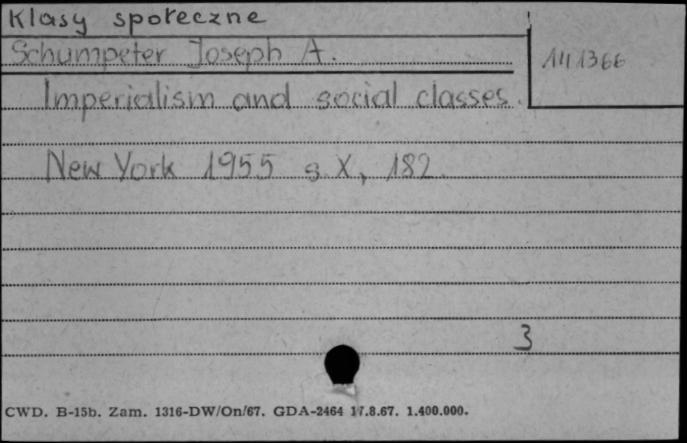 Klasy społeczne
Schumpeter Joseph A.
141366
Imperialism and social classes.
New York 1955 s. X, 182.
3
CWD. B-15b. Zam. 1316-DW/On/67. GDA-2464 17.8.67. 1.400.000.